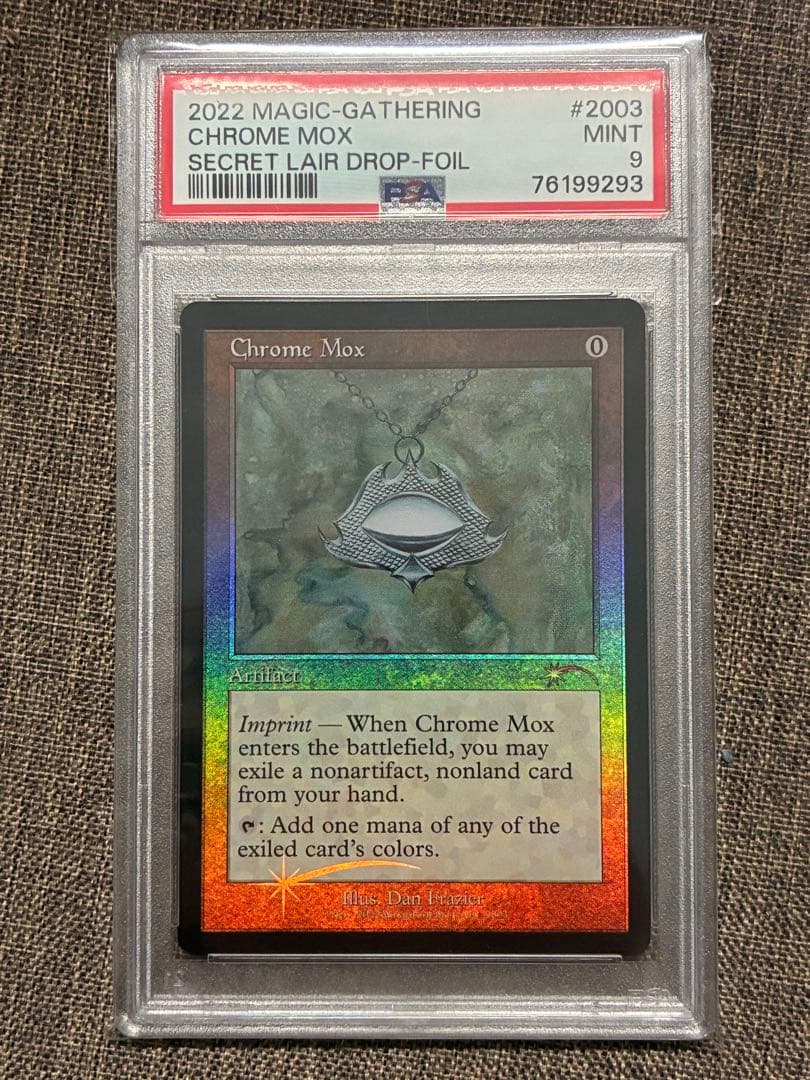 2022 MAGIC-GATHERING #2003
CHROME MOX MINT
SECRET LAIR DROP-FOIL 9
PSA 76199293
Chrome Mox 0
Artifact
Imprint — When Chrome Mox
enters the battlefield, you may
exile a nonartifact, nonland card
from your hand.
: Add one mana of any of the
exiled card's colors.
Illus. Dan Frazier